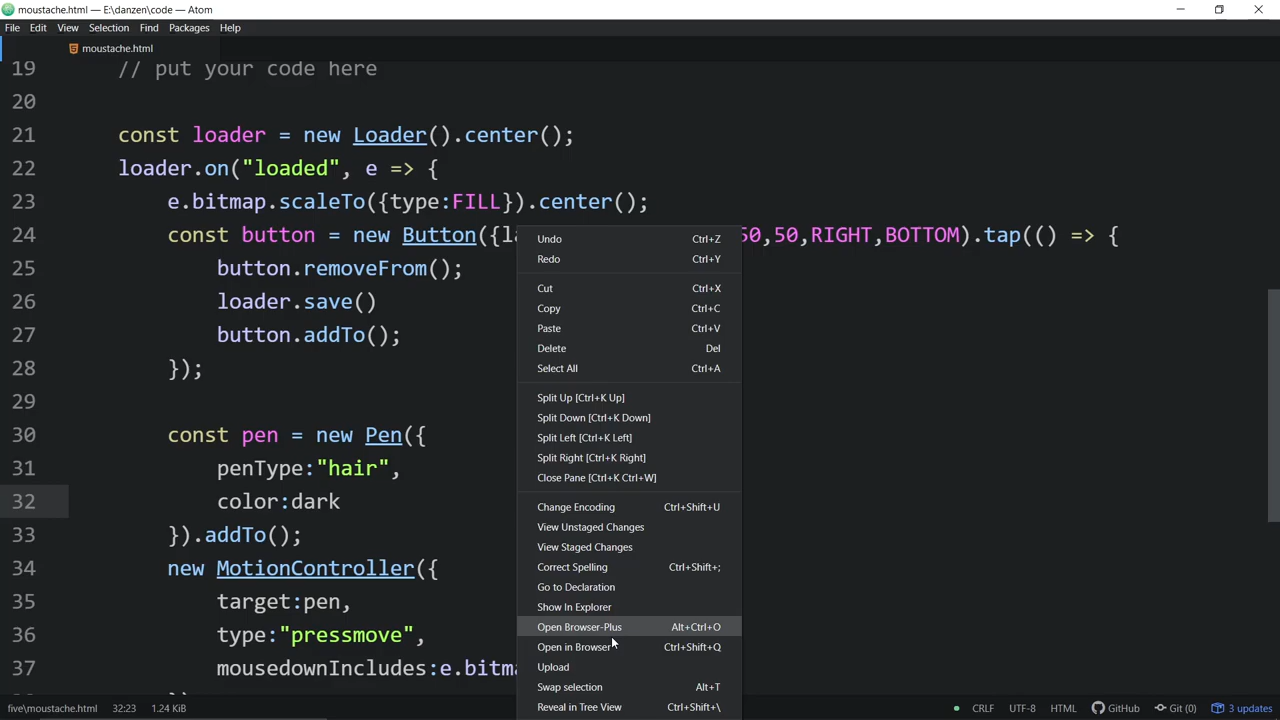 moustache.html — E:\danzen\code — Atom
File Edit View Selection Find Packages Help
moustache.html
19 // put your code here
20
21 const loader = new Loader().center();
22 loader.on("loaded", e => {
23 e.bitmap.scaleTo({type:FILL}).center();
24 const button = new Button({la 50,50,RIGHT,BOTTOM).tap(() => {
25 button.removeFrom();
26 loader.save()
27 button.addTo();
28 });
29
30 const pen = new Pen({
31 penType:"hair",
32 color:dark
33 }).addTo();
34 new MotionController({
35 target:pen,
36 type:"pressmove",
37 mousedownIncludes:e.bitma
Undo Ctrl+Z
Redo Ctrl+Y
Cut Ctrl+X
Copy Ctrl+C
Paste Ctrl+V
Delete Del
Select All Ctrl+A
Split Up [Ctrl+K Up]
Split Down [Ctrl+K Down]
Split Left [Ctrl+K Left]
Split Right [Ctrl+K Right]
Close Pane [Ctrl+K Ctrl+W]
Change Encoding Ctrl+Shift+U
View Unstaged Changes
View Staged Changes
Correct Spelling Ctrl+Shift+;
Go to Declaration
Show In Explorer
Open Browser-Plus Alt+Ctrl+O
Open in Browser Ctrl+Shift+Q
Upload
Swap selection Alt+T
Reveal in Tree View Ctrl+Shift+\
five\moustache.html 32:23 1.24 KiB CRLF UTF-8 HTML GitHub Git (0) 3 updates